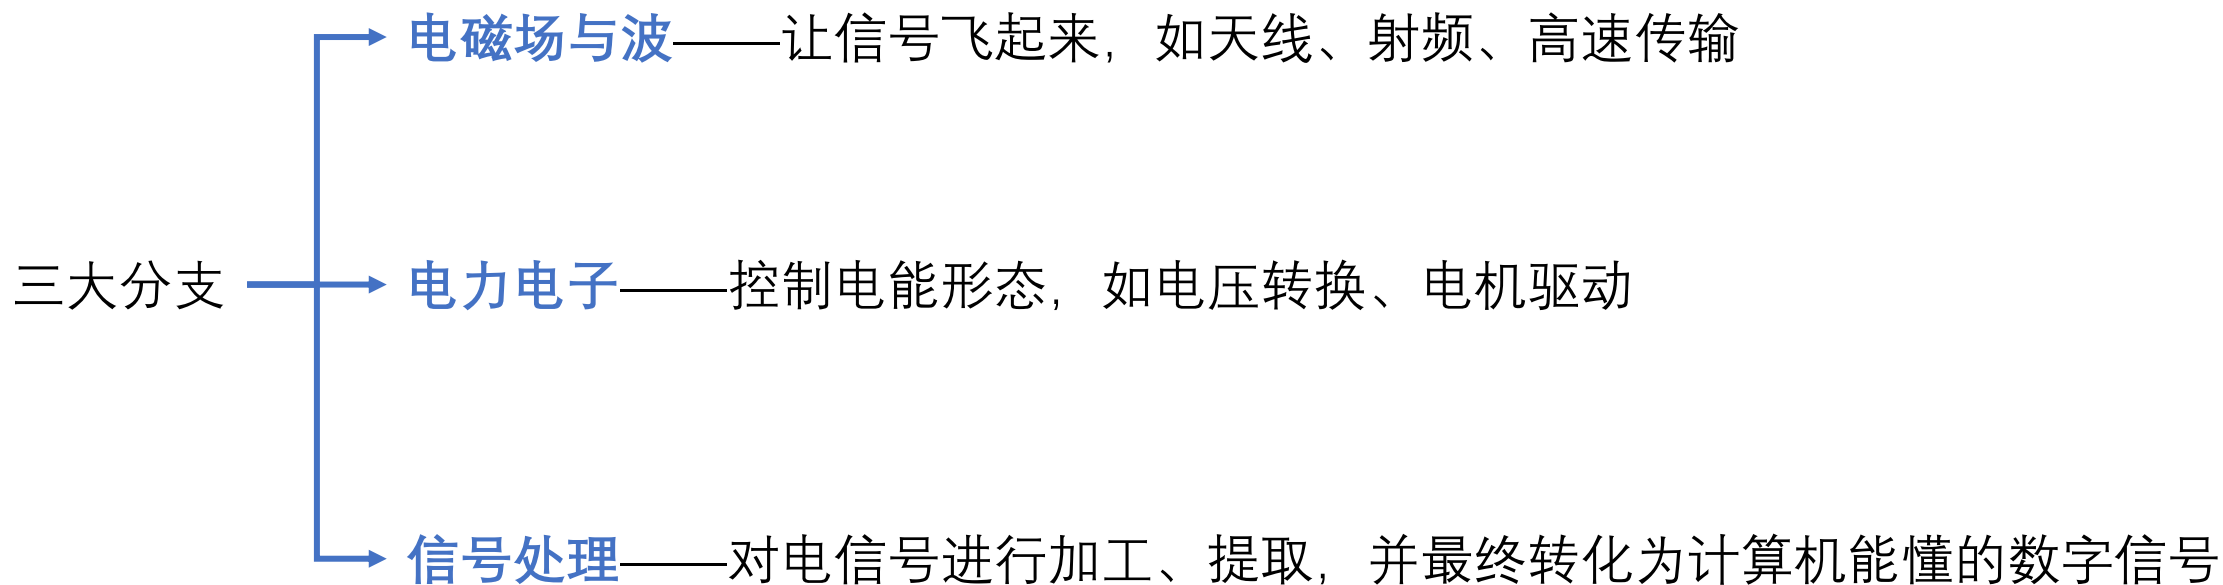 电磁场与波——让信号飞起来，如天线、射频、高速传输
三大分支
电力电子——控制电能形态，如电压转换、电机驱动
信号处理——对电信号进行加工、提取，并最终转化为计算机能懂的数字信号